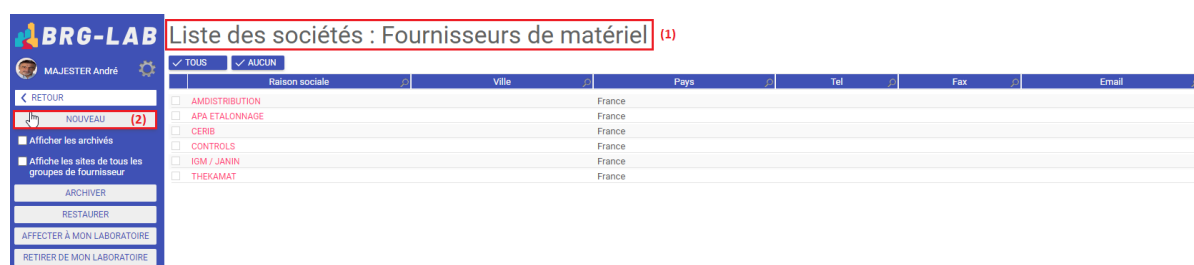 BRG-LAB
MAJESTER André
RETOUR
NOUVEAU (2)
Afficher les archivés
Affiche les sites de tous les
groupes de fournisseur
ARCHIVER
RESTAURER
AFFECTER À MON LABORATOIRE
RETIRER DE MON LABORATOIRE
Liste des sociétés : Fournisseurs de matériel (1)
TOUS AUCUN
Raison sociale Ville Pays Tel Fax Email
AMDISTRIBUTION France
APA ETALONNAGE France
CERIB France
CONTROLS France
IGM / JANIN France
THEKAMAT France